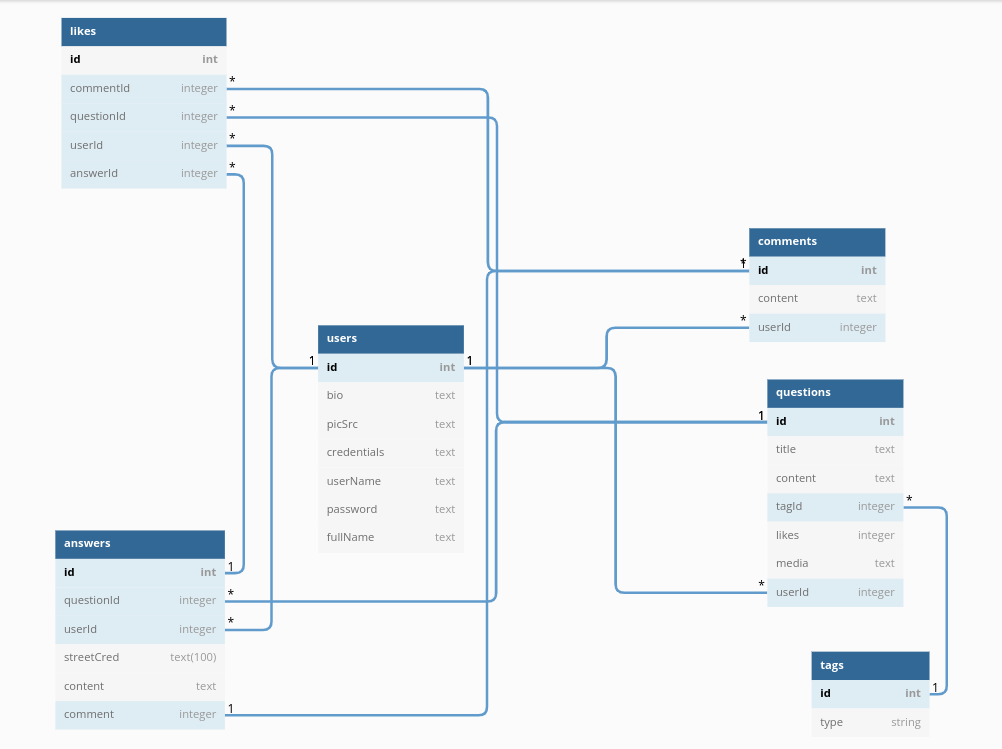 likes
id int
commentId integer *
questionId integer *
userId integer *
answerId integer *
comments
* 1 id int
content text
* userId integer
users
1 id int 1
bio text
picSrc text
credentials text
userName text
password text
fullName text
questions
1 id int
title text
content text
tagId integer *
likes integer
media text
* userId integer
answers
id int 1
questionId integer *
userId integer *
streetCred text(100)
content text
comment integer 1
tags
id int 1
type string